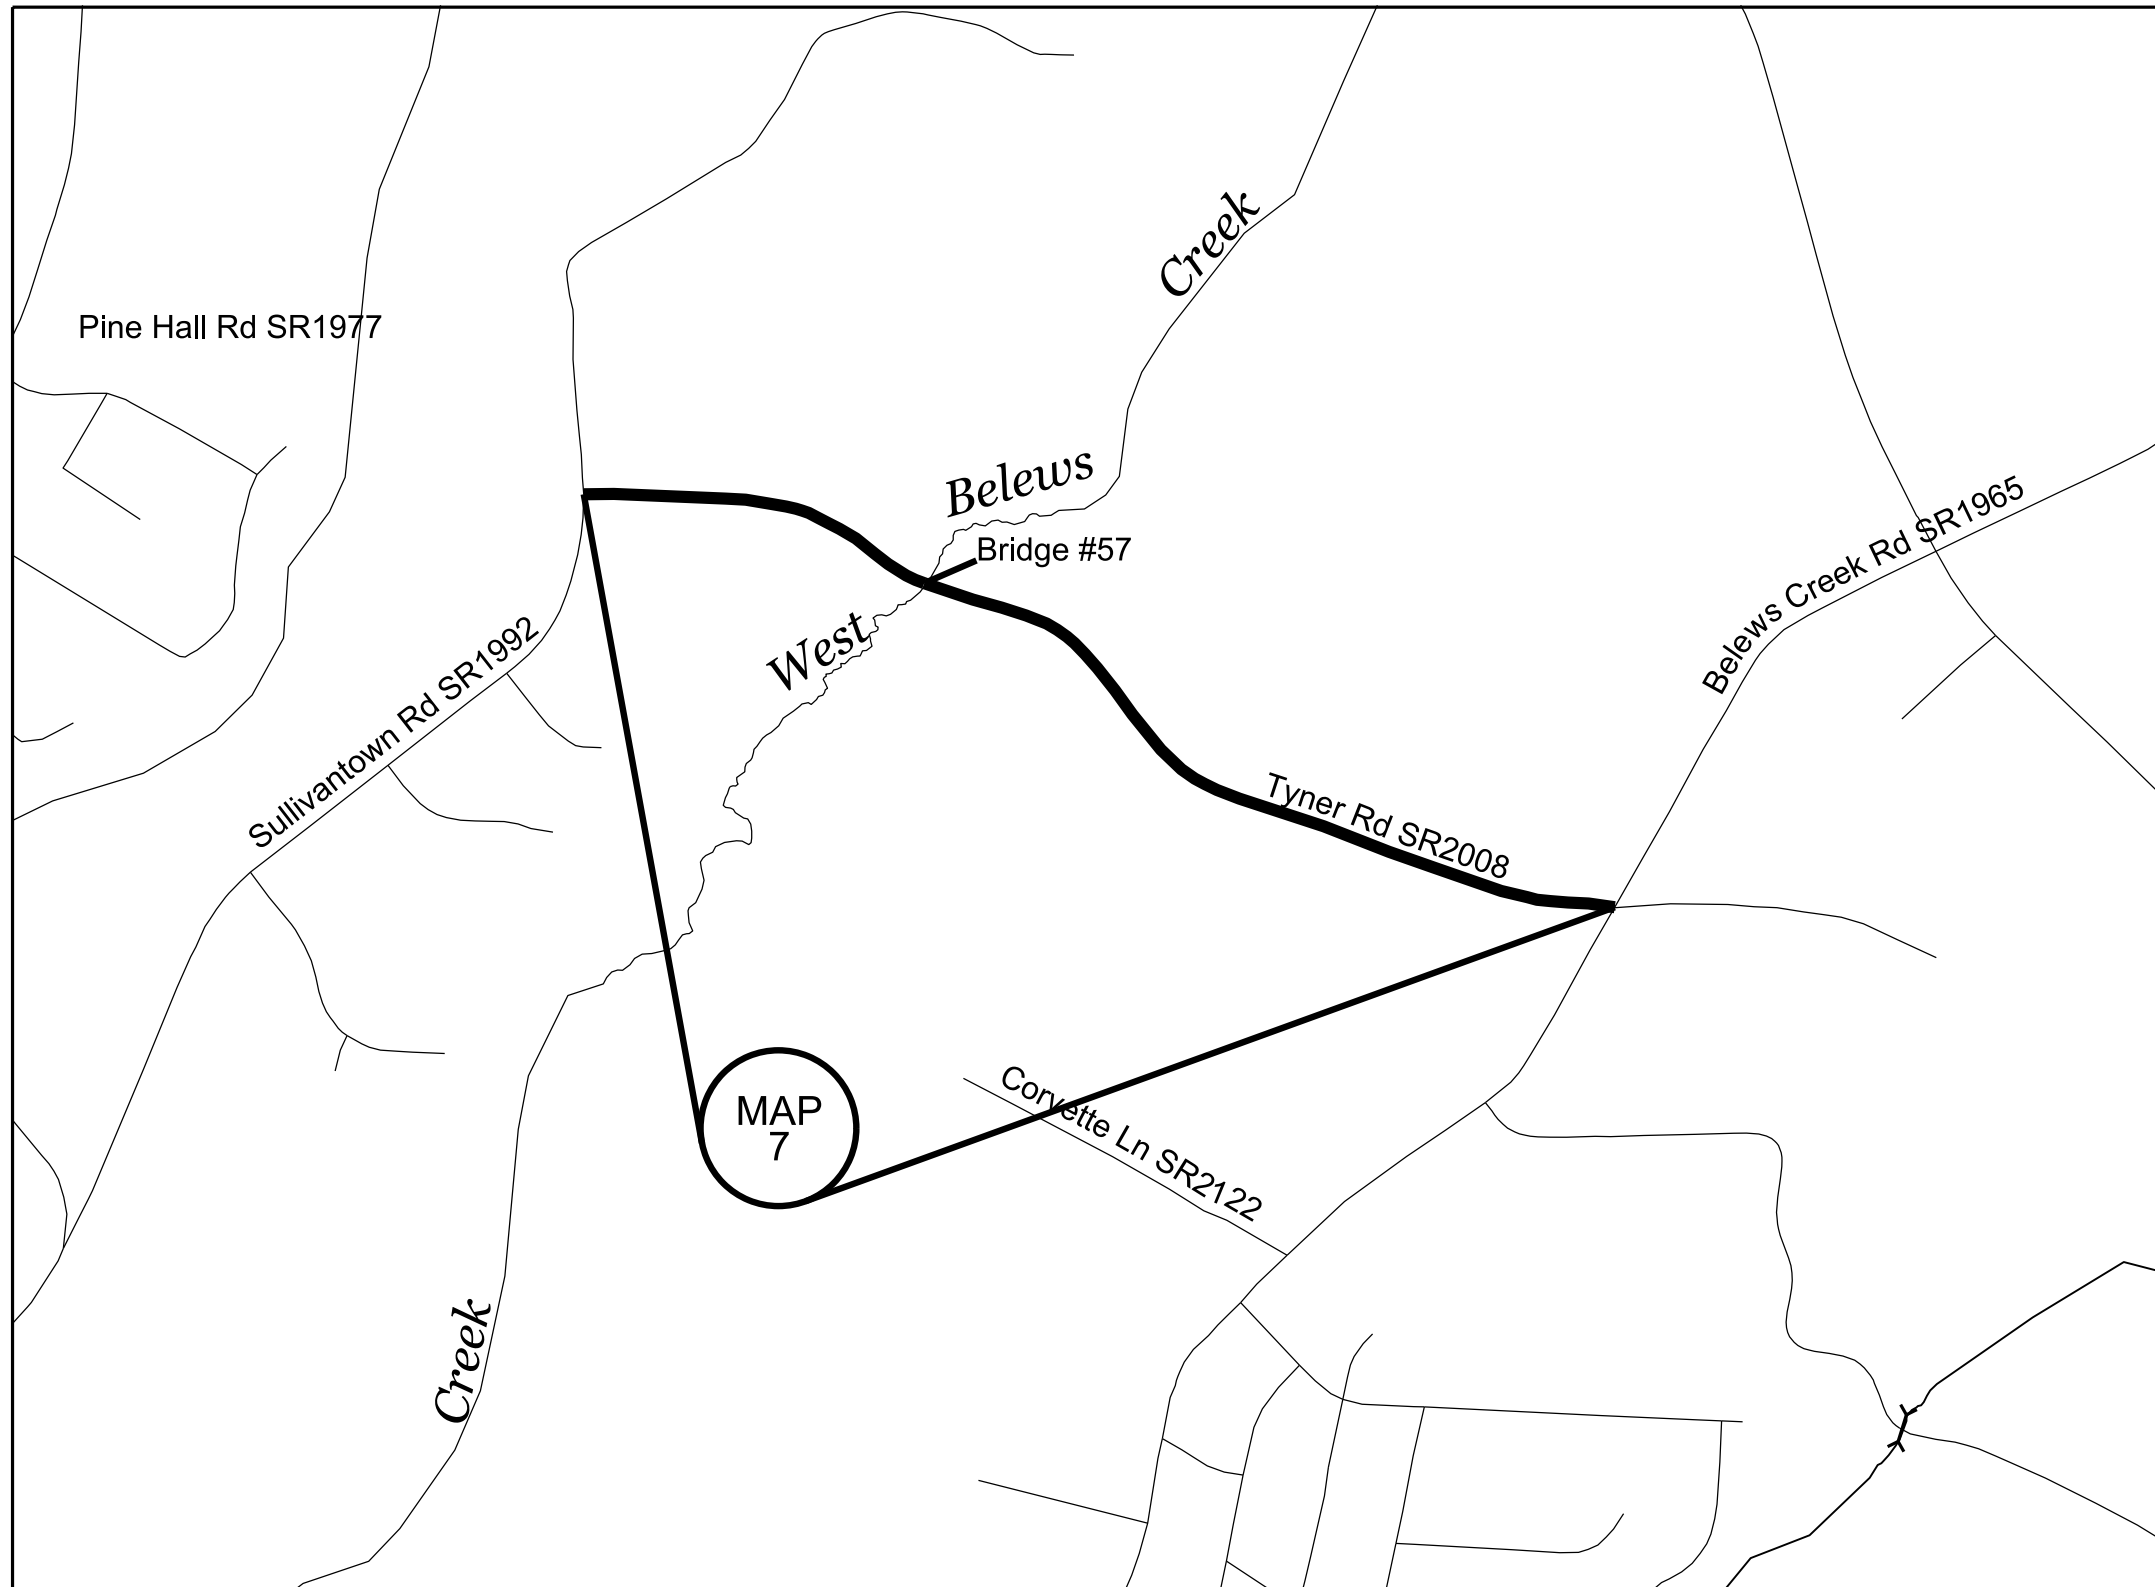 Creek
Pine Hall Rd SR1977
Belews
Bridge #57
Belews Creek Rd SR1965
West
Sullivantown Rd SR1992
Tyner Rd SR2008
MAP
7
Corvette Ln SR2122
Creek